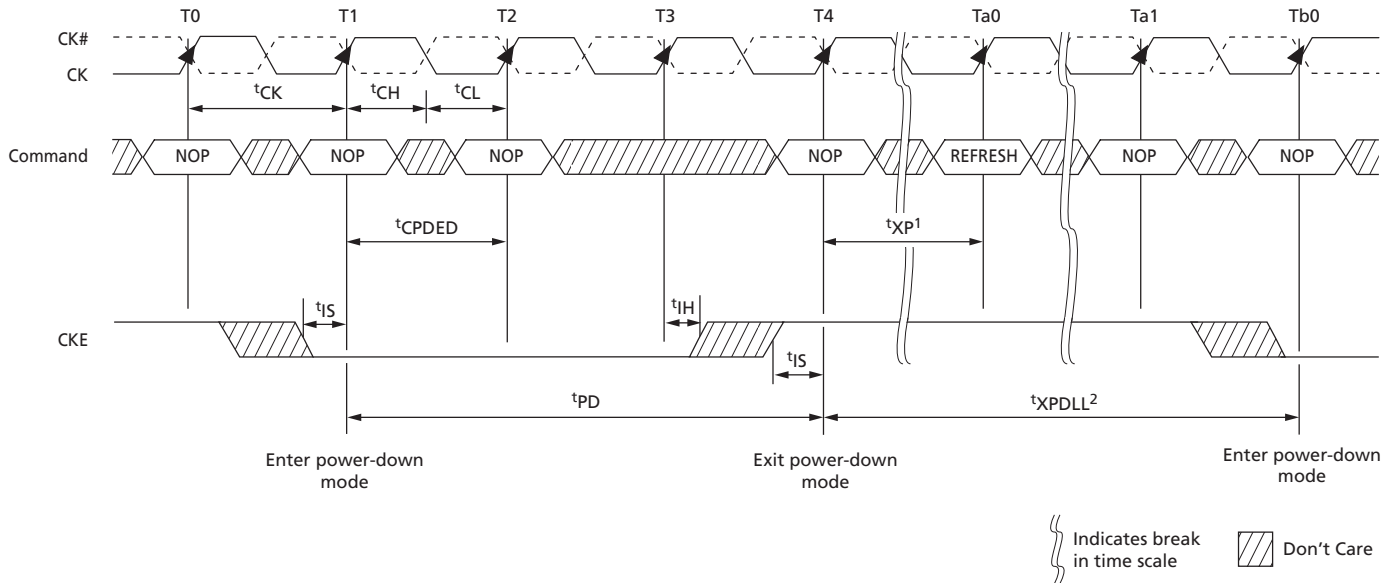 T0 T1 T2 T3 T4 Ta0 Ta1 Tb0
CK#
CK
tCK tCH tCL
Command NOP NOP NOP NOP REFRESH NOP NOP
tCPDED tXP1
tIS tIH
CKE
tIS
tPD tXPDLL2
Enter power-down
mode
Exit power-down
mode
Enter power-down
mode
Indicates break
in time scale
Don't Care